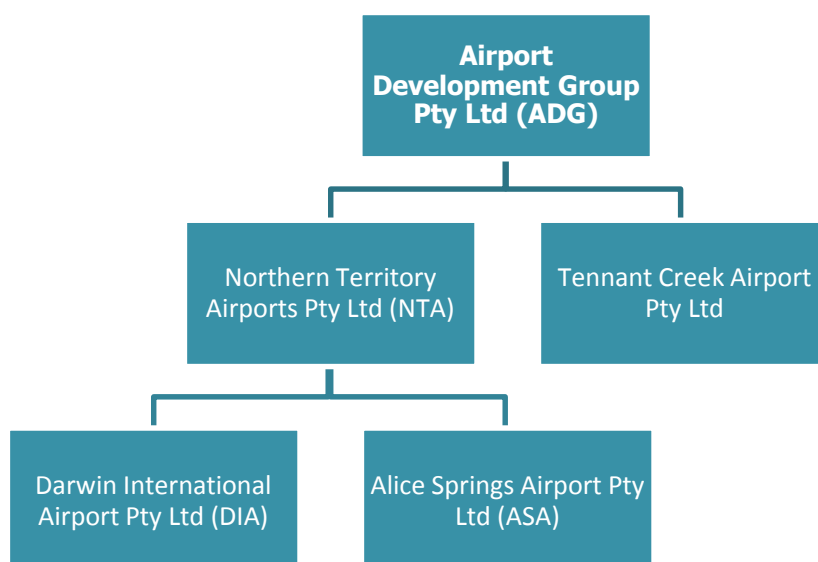 Airport
Development Group
Pty Ltd (ADG)
Northern Territory
Airports Pty Ltd (NTA)
Tennant Creek Airport
Pty Ltd
Darwin International
Airport Pty Ltd (DIA)
Alice Springs Airport Pty
Ltd (ASA)